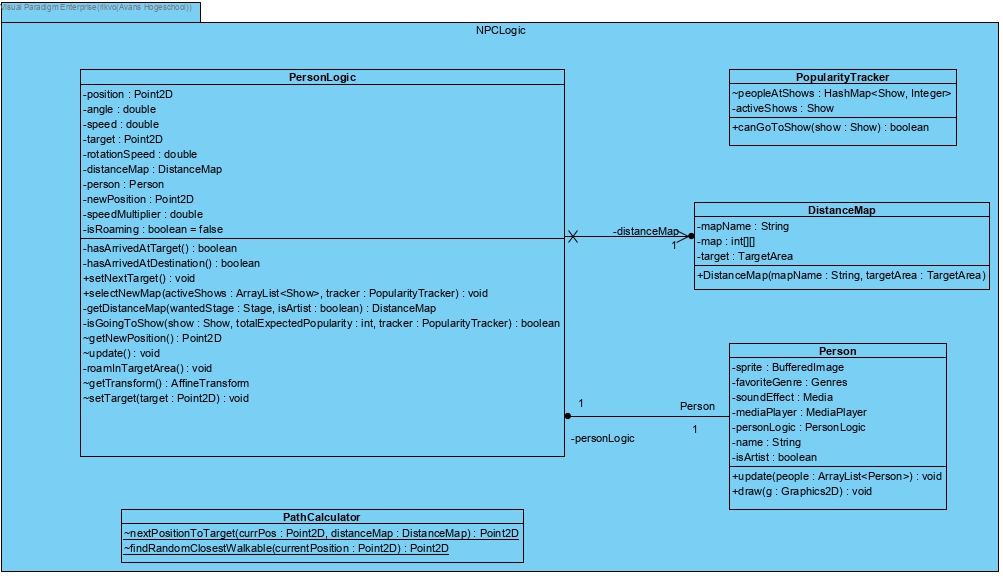 Visual Paradigm Enterprise(rikvo(Avans Hogeschool))
NPCLogic
PersonLogic
-position : Point2D
-angle : double
-speed : double
-target : Point2D
-rotationSpeed : double
-distanceMap : DistanceMap
-person : Person
-newPosition : Point2D
-speedMultiplier : double
-isRoaming : boolean = false
-hasArrivedAtTarget() : boolean
-hasArrivedAtDestination() : boolean
+setNextTarget() : void
+selectNewMap(activeShows : ArrayList<Show>, tracker : PopularityTracker) : void
-getDistanceMap(wantedStage : Stage, isArtist : boolean) : DistanceMap
-isGoingToShow(show : Show, totalExpectedPopularity : int, tracker : PopularityTracker) : boolean
~getNewPosition() : Point2D
~update() : void
-roamInTargetArea() : void
~getTransform() : AffineTransform
~setTarget(target : Point2D) : void
PopularityTracker
~peopleAtShows : HashMap<Show, Integer>
-activeShows : Show
+canGoToShow(show : Show) : boolean
-distanceMap
1
DistanceMap
-mapName : String
-map : int[][]
-target : TargetArea
+DistanceMap(mapName : String, targetArea : TargetArea)
1
-personLogic
Person
1
Person
-sprite : BufferedImage
-favoriteGenre : Genres
-soundEffect : Media
-mediaPlayer : MediaPlayer
-personLogic : PersonLogic
-name : String
-isArtist : boolean
+update(people : ArrayList<Person>) : void
+draw(g : Graphics2D) : void
PathCalculator
~nextPositionToTarget(currPos : Point2D, distanceMap : DistanceMap) : Point2D
~findRandomClosestWalkable(currentPosition : Point2D) : Point2D